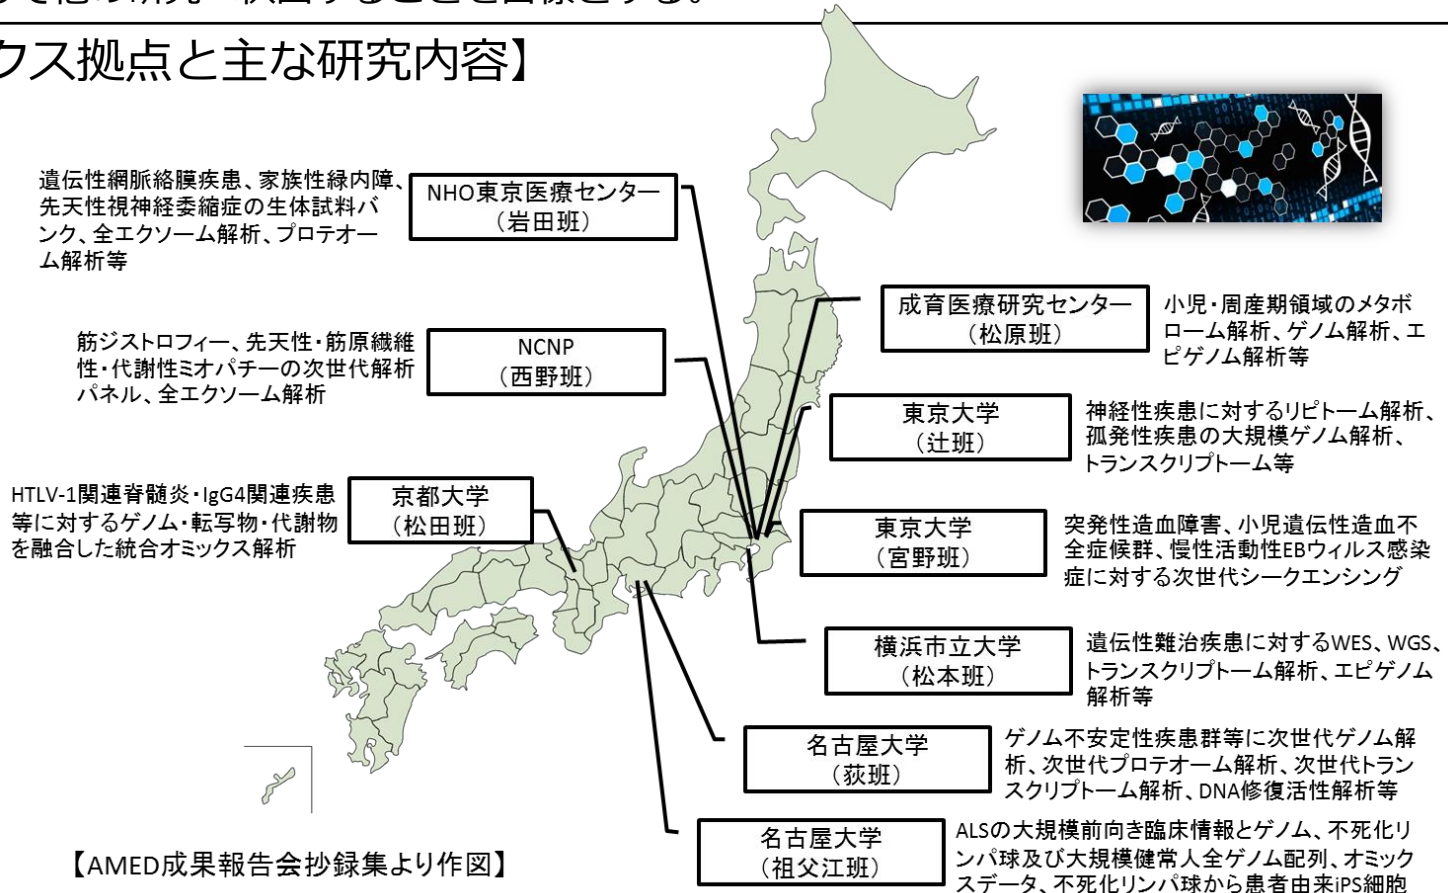 して他の研究へ供出することを目標とする。
クス拠点と主な研究内容】
遺伝性網脈絡膜疾患、家族性緑内障、
先天性視神経委縮症の生体試料バ
ンク、全エクソーム解析、プロテオー
ム解析等
NHO東京医療センター
（岩田班）
筋ジストロフィー、先天性・筋原繊維
性・代謝性ミオパチーの次世代解析
パネル、全エクソーム解析
NCNP
（西野班）
HTLV-1関連脊髄炎・IgG4関連疾患
等に対するゲノム・転写物・代謝物
を融合した統合オミックス解析
京都大学
（松田班）
成育医療研究センター
（松原班）
小児・周産期領域のメタボ
ローム解析、ゲノム解析、エ
ピゲノム解析等
東京大学
（辻班）
神経性疾患に対するリピトーム解析、
孤発性疾患の大規模ゲノム解析、
トランスクリプトーム等
東京大学
（宮野班）
突発性造血障害、小児遺伝性造血不
全症候群、慢性活動性EBウィルス感染
症に対する次世代シークエンシング
横浜市立大学
（松本班）
遺伝性難治疾患に対するWES、WGS、
トランスクリプトーム解析、エピゲノム
解析等
名古屋大学
（荻班）
ゲノム不安定性疾患群等に次世代ゲノム解
析、次世代プロテオーム解析、次世代トラン
スクリプトーム解析、DNA修復活性解析等
名古屋大学
（祖父江班）
ALSの大規模前向き臨床情報とゲノム、不死化リ
ンパ球及び大規模健常人全ゲノム配列、オミック
スデータ、不死化リンパ球から患者由来iPS細胞
【AMED成果報告会抄録集より作図】